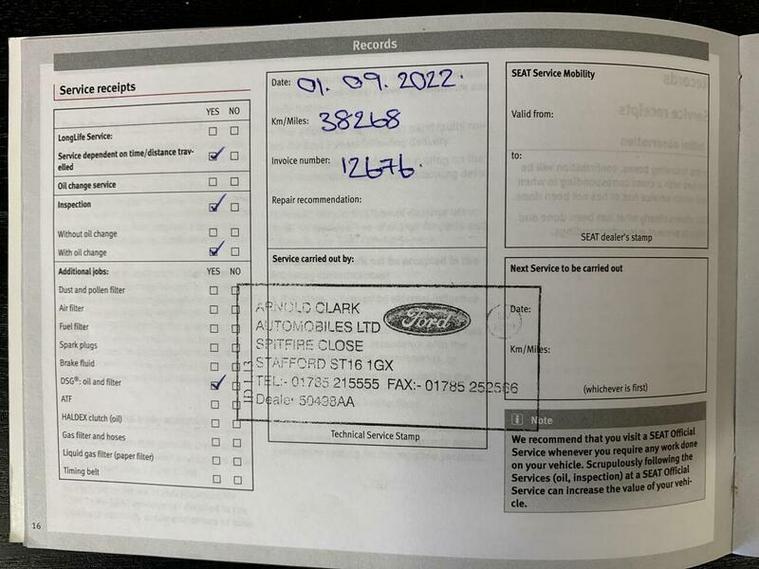 Records
Service receipts
YES NO
LongLife Service:
Service dependent on time/distance trav-
elled
Oil change service
Inspection
Without oil change
With oil change
Additional jobs: YES NO
Dust and pollen filter
Air filter
Fuel filter
Spark plugs
Brake fluid
DSG®: oil and filter
ATF
HALDEX clutch (oil)
Gas filter and hoses
Liquid gas filter (paper filter)
Timing belt
16
Date: 01.09.2022.
Km/Miles: 38268
Invoice number: 12676.
Repair recommendation:
Service carried out by:
ARNOLD CLARK
AUTOMOBILES LTD
Ford
SPITFIRE CLOSE
STAFFORD ST16 1GX
TEL:- 01785 215555 FAX:- 01785 252566
Dealer 50498AA
Technical Service Stamp
SEAT Service Mobility
Valid from:
to:
SEAT dealer's stamp
Next Service to be carried out
Date:
Km/Miles:
(whichever is first)
Note
We recommend that you visit a SEAT Official
Service whenever you require any work done
on your vehicle. Scrupulously following the
Services (oil, inspection) at a SEAT Official
Service can increase the value of your vehi-
cle.